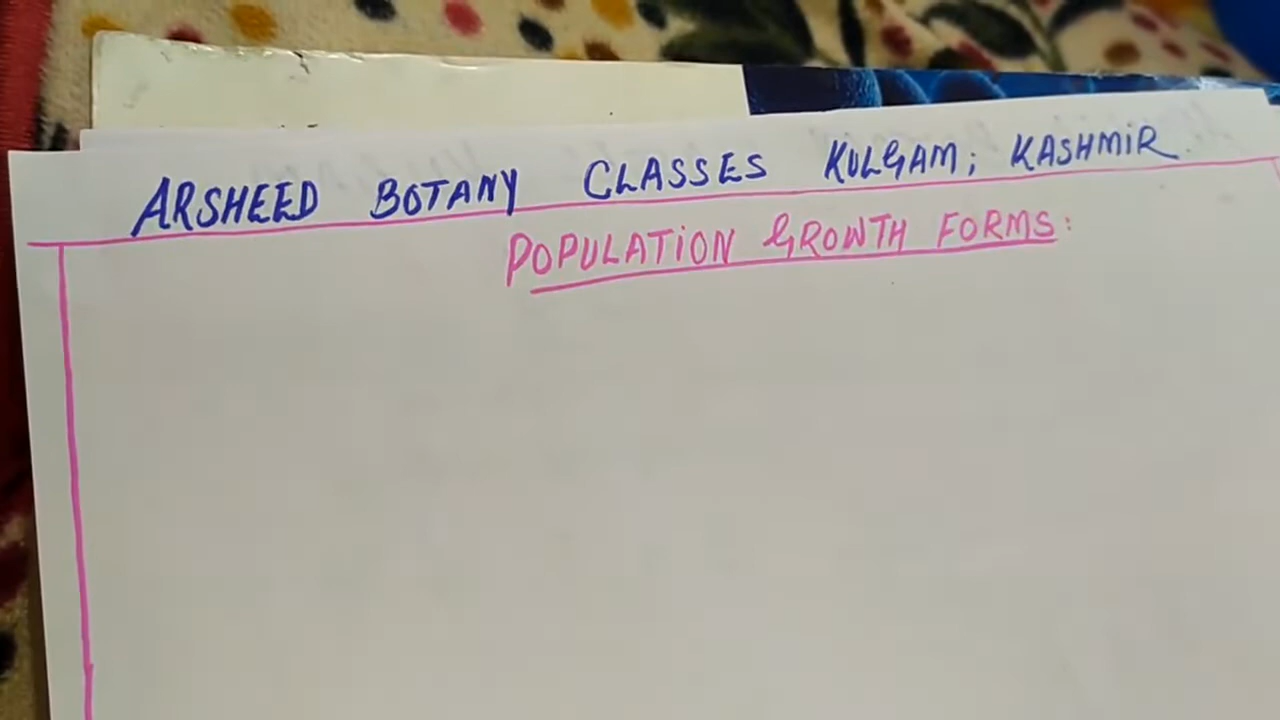 ARSHEED BOTANY CLASSES KULGAM; KASHMIR.
POPULATION GROWTH FORMS: